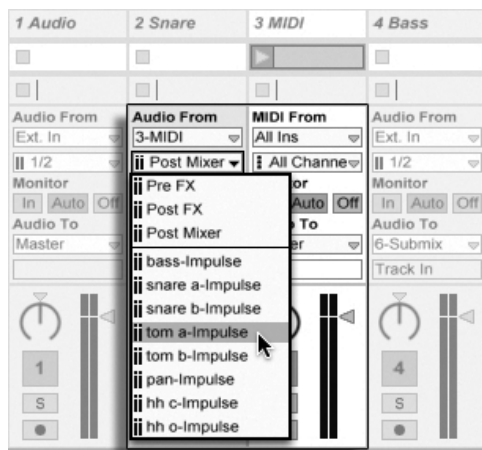 1 Audio
2 Snare
3 MIDI
4 Bass
Audio From
Ext. In
1/2
Monitor
In Auto Off
Audio To
Master
1
S
Audio From
3-MIDI
Post Mixer
Pre FX
Post FX
Post Mixer
bass-Impulse
snare a-Impulse
snare b-Impulse
tom a-Impulse
tom b-Impulse
pan-Impulse
hh c-Impulse
hh o-Impulse
MIDI From
All Ins
All Channe
or
Auto Off
To
er
Audio From
Ext. In
1/2
Monitor
In Auto Off
Audio To
6-Submix
Track In
4
S